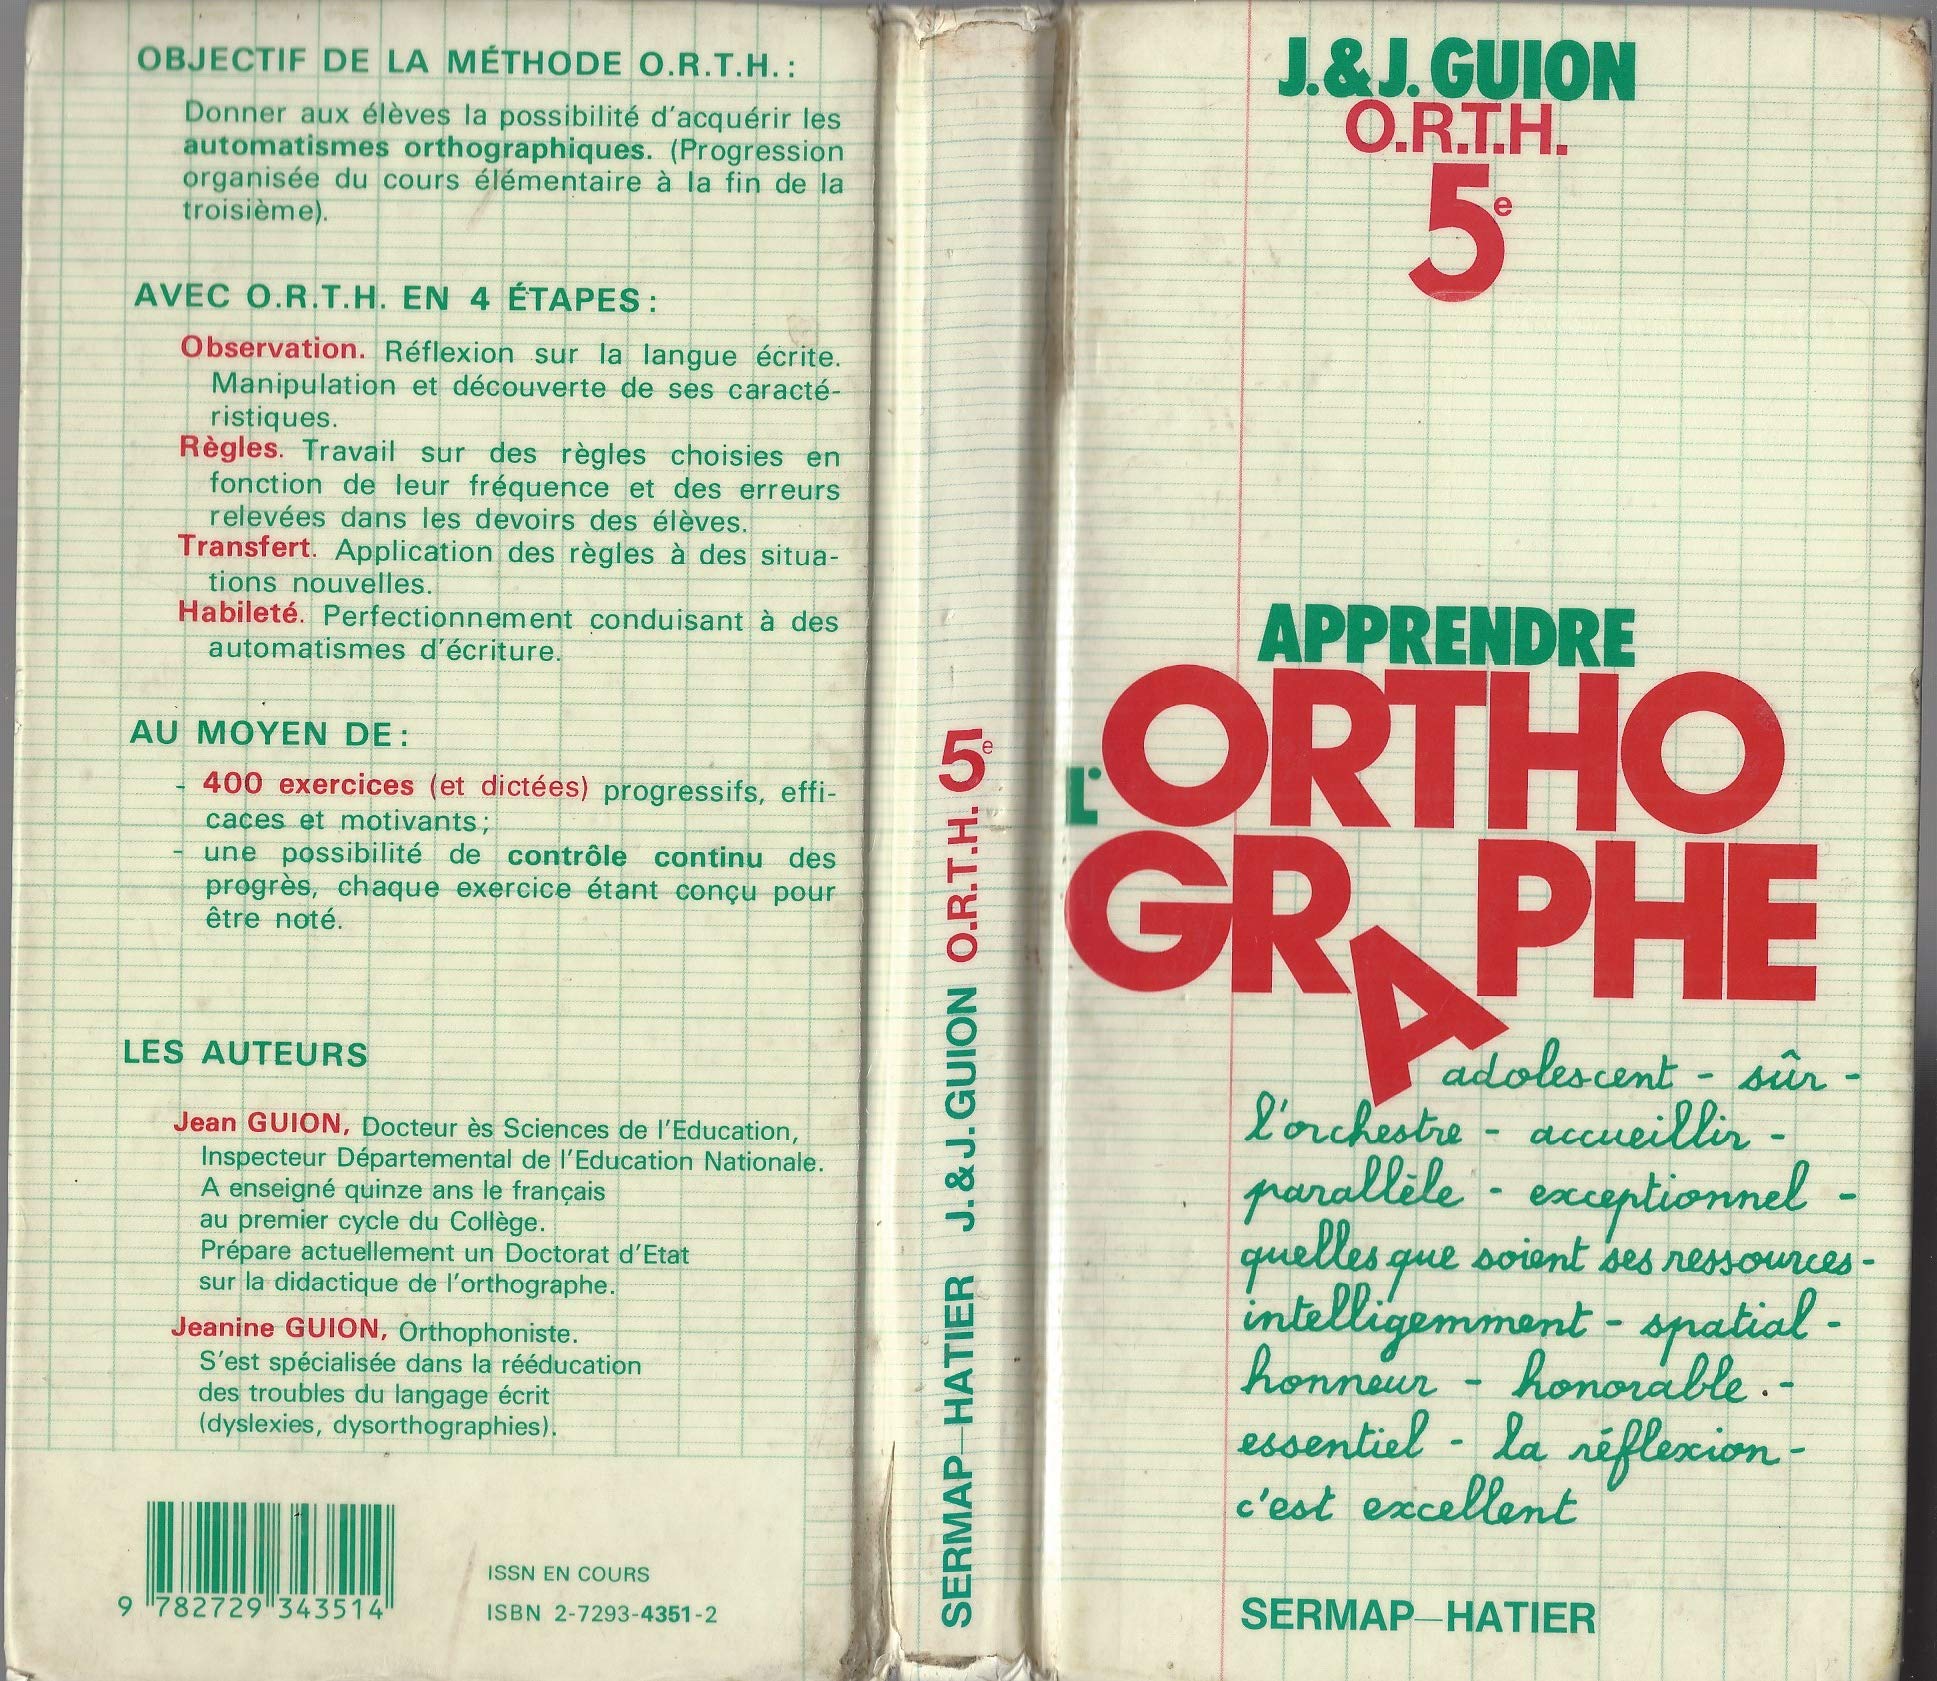 OBJECTIF DE LA MÉTHODE O.R.T.H. :
Donner aux élèves la possibilité d'acquérir les
automatismes orthographiques. (Progression
organisée du cours élémentaire à la fin de la
troisième).
AVEC O.R.T.H. EN 4 ÉTAPES :
Observation. Réflexion sur la langue écrite.
Manipulation et découverte de ses caracté-
ristiques.
Règles. Travail sur des règles choisies en
fonction de leur fréquence et des erreurs
relevées dans les devoirs des élèves.
Transfert. Application des règles à des situa-
tions nouvelles.
Habileté. Perfectionnement conduisant à des
automatismes d'écriture.
AU MOYEN DE :
- 400 exercices (et dictées) progressifs, effi-
caces et motivants ;
- une possibilité de contrôle continu des
progrès, chaque exercice étant conçu pour
être noté.
LES AUTEURS
Jean GUION, Docteur ès Sciences de l'Education,
Inspecteur Départemental de l'Education Nationale.
A enseigné quinze ans le français
au premier cycle du Collège.
Prépare actuellement un Doctorat d'Etat
sur la didactique de l'orthographe.
Jeanine GUION, Orthophoniste.
S'est spécialisée dans la rééducation
des troubles du langage écrit
(dyslexies, dysorthographies).
9 782729 343514
ISSN EN COURS
ISBN 2-7293-4351-2
SERMAP-HATIER J. & J. GUION O.R.T.H. 5e
J. & J. GUION
O.R.T.H.
5e
APPRENDRE
L'ORTHO
GRAPHE
adolescent - sûr -
l'orchestre - accueillir -
parallèle - exceptionnel -
quelles que soient ses ressources -
intelligemment - spatial -
honneur - honorable . -
essentiel - la réflexion -
c'est excellent
SERMAP-HATIER